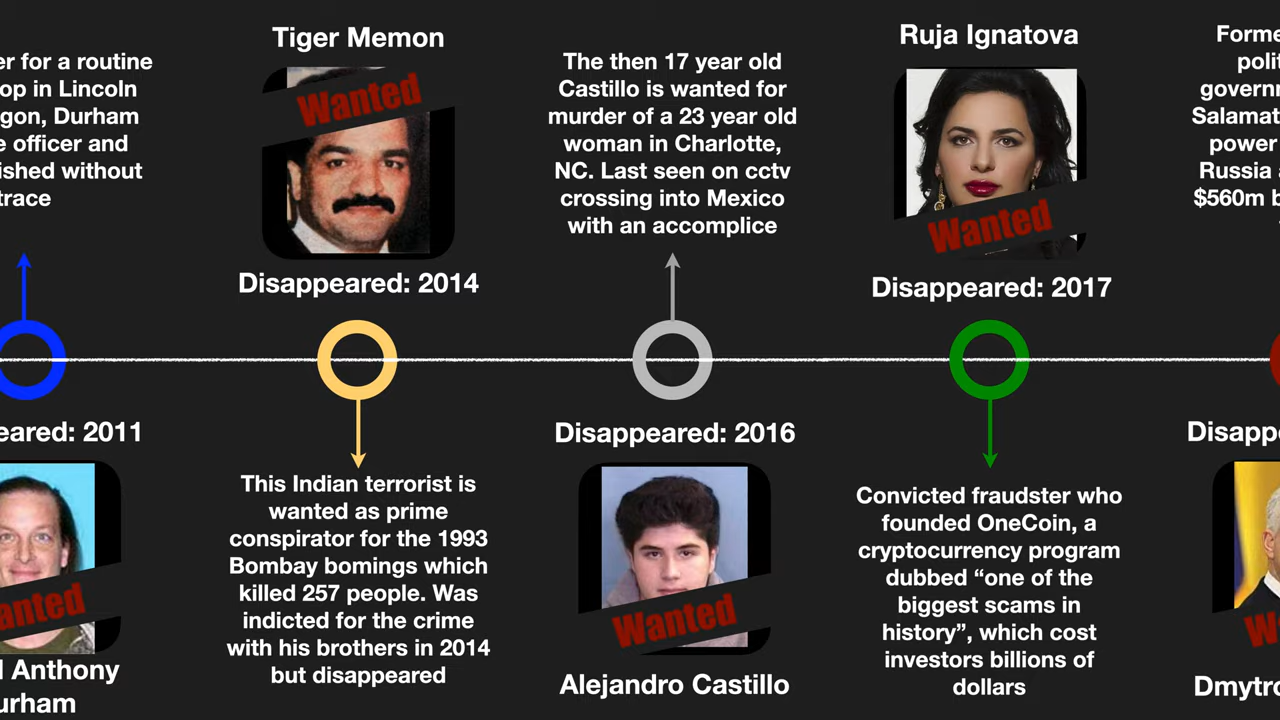 er for a routine
op in Lincoln
gon, Durham
e officer and
ished without
trace
eared: 2011
anted
l Anthony
urham
Tiger Memon
Wanted
Disappeared: 2014
This Indian terrorist is
wanted as prime
conspirator for the 1993
Bombay bomings which
killed 257 people. Was
indicted for the crime
with his brothers in 2014
but disappeared
The then 17 year old
Castillo is wanted for
murder of a 23 year old
woman in Charlotte,
NC. Last seen on cctv
crossing into Mexico
with an accomplice
Disappeared: 2016
Wanted
Alejandro Castillo
Ruja Ignatova
Wanted
Disappeared: 2017
Convicted fraudster who
founded OneCoin, a
cryptocurrency program
dubbed “one of the
biggest scams in
history”, which cost
investors billions of
dollars
Forme
polit
governm
Salamat
power
Russia a
$560m b
Disapp
W
Dmytro